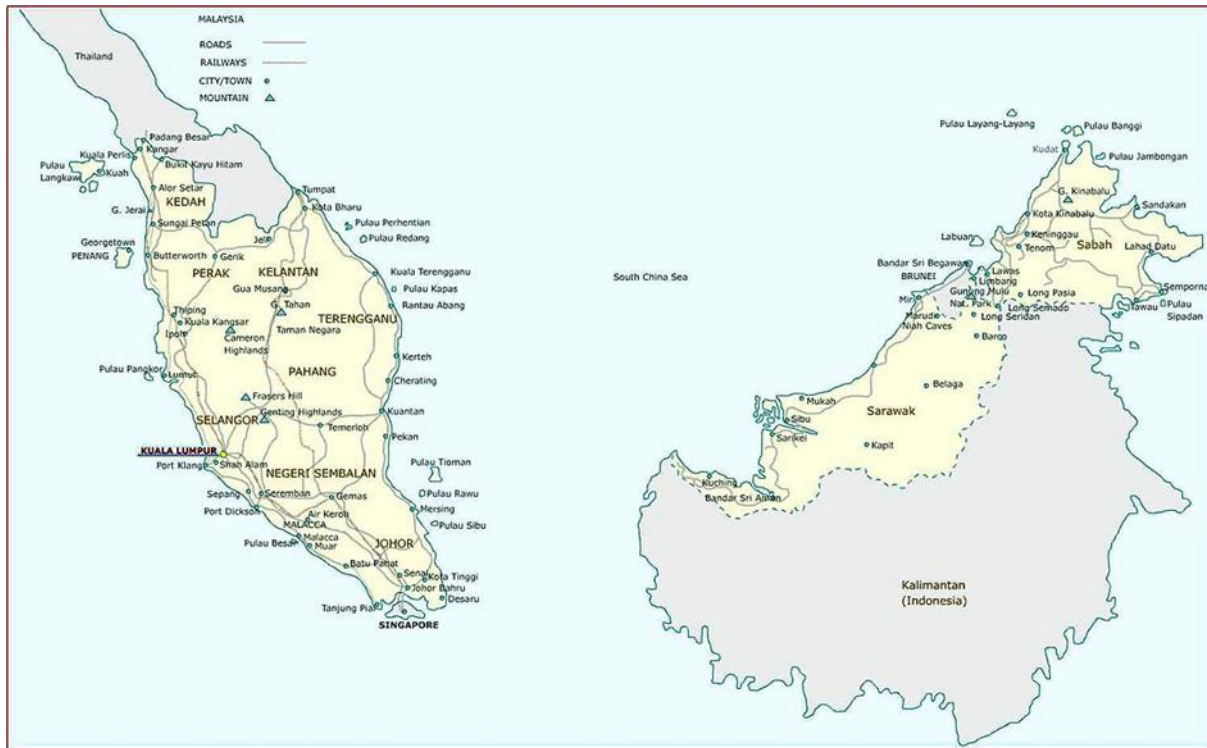 MALAYSIA
ROADS
RAILWAYS
CITY/TOWN
MOUNTAIN
Thailand
Padang Besar
Kangar
Kuala Perlis
Bukit Kayu Hitam
Pulau
Langkawi
Kuah
Alor Setar
KEDAH
G. Jerai
Sungai Petan
Georgetown
PENANG
Butterworth
Gerik
Jeli
Tumpat
Kota Bharu
Pulau Perhentian
Pulau Redang
PERAK
KELANTAN
Gua Musang
G. Tahan
Taman Negara
Kuala Terengganu
Pulau Kapas
Rantau Abang
TERENGGANU
Thiping
Kuala Kangsar
Ipoh
Cameron
Highlands
Kerteh
PAHANG
Cherating
Pulau Pangkor
Lumut
Frasers Hill
Genting Highlands
SELANGOR
Kuantan
Temerloh
Pekan
KUALA LUMPUR
Port Klang
Shah Alam
NEGERI SEMBALAN
Pulau Tioman
Sepang
Seremban
Gemas
Pulau Rawu
Port Dickson
Air Keroh
MALACCA
Mersing
Pulau Sibu
Malacca
Pulau Besar
Muar
JOHOR
Batu Pahat
Senai
Kota Tinggi
Johor Bahru
Desaru
Tanjung Piai
SINGAPORE
South China Sea
Pulau Layang-Layang
Pulau Banggi
Kudat
Pulau Jambongan
G. Kinabalu
Sandakan
Kota Kinabalu
Keninggau
Labuan
Tenom
Sabah
Lahad Datu
Bandar Sri Begawan
BRUNEI
Lawas
Limbang
Gunung Mulu
Nat. Park
Long Pasia
Semporna
Miri
Long Semado
Tawau
Pulau
Sipadan
Marudi
Long Seridan
Niah Caves
Bareo
Belaga
Mukah
Sibu
Sarawak
Sarikei
Kapit
Kuching
Bandar Sri Aman
Kalimantan
(Indonesia)